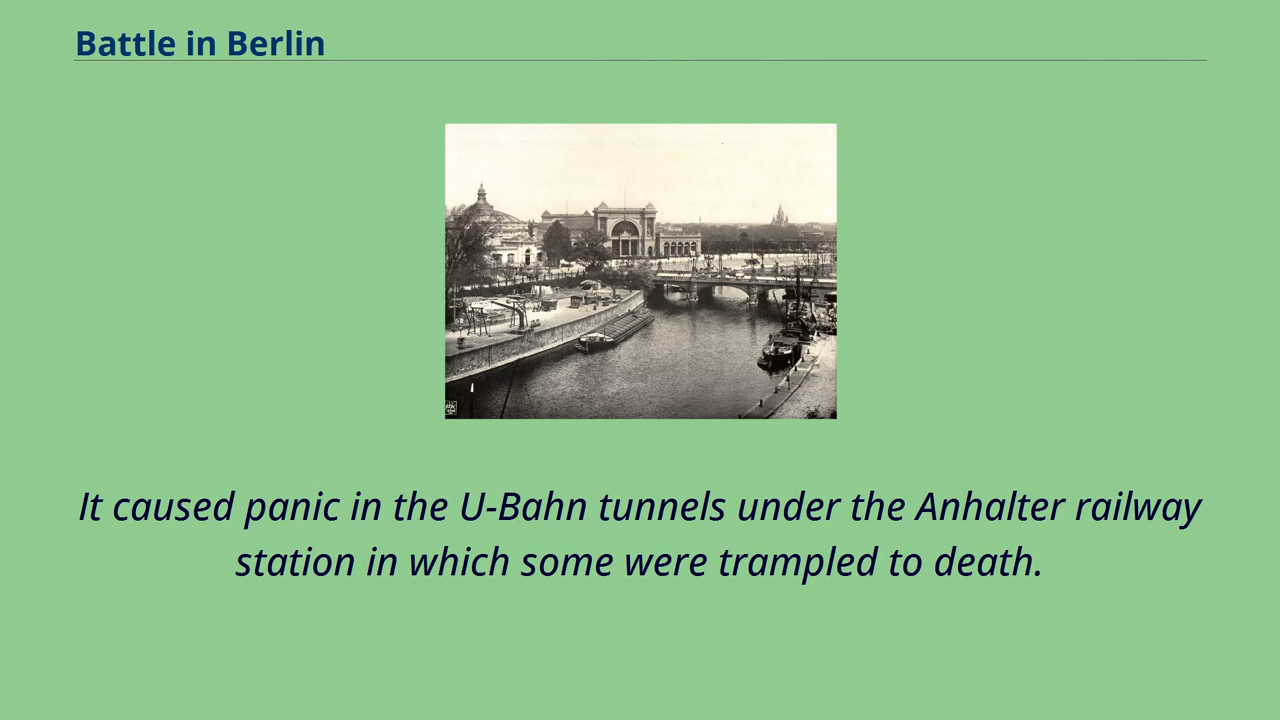 Battle in Berlin
It caused panic in the U-Bahn tunnels under the Anhalter railway
station in which some were trampled to death.